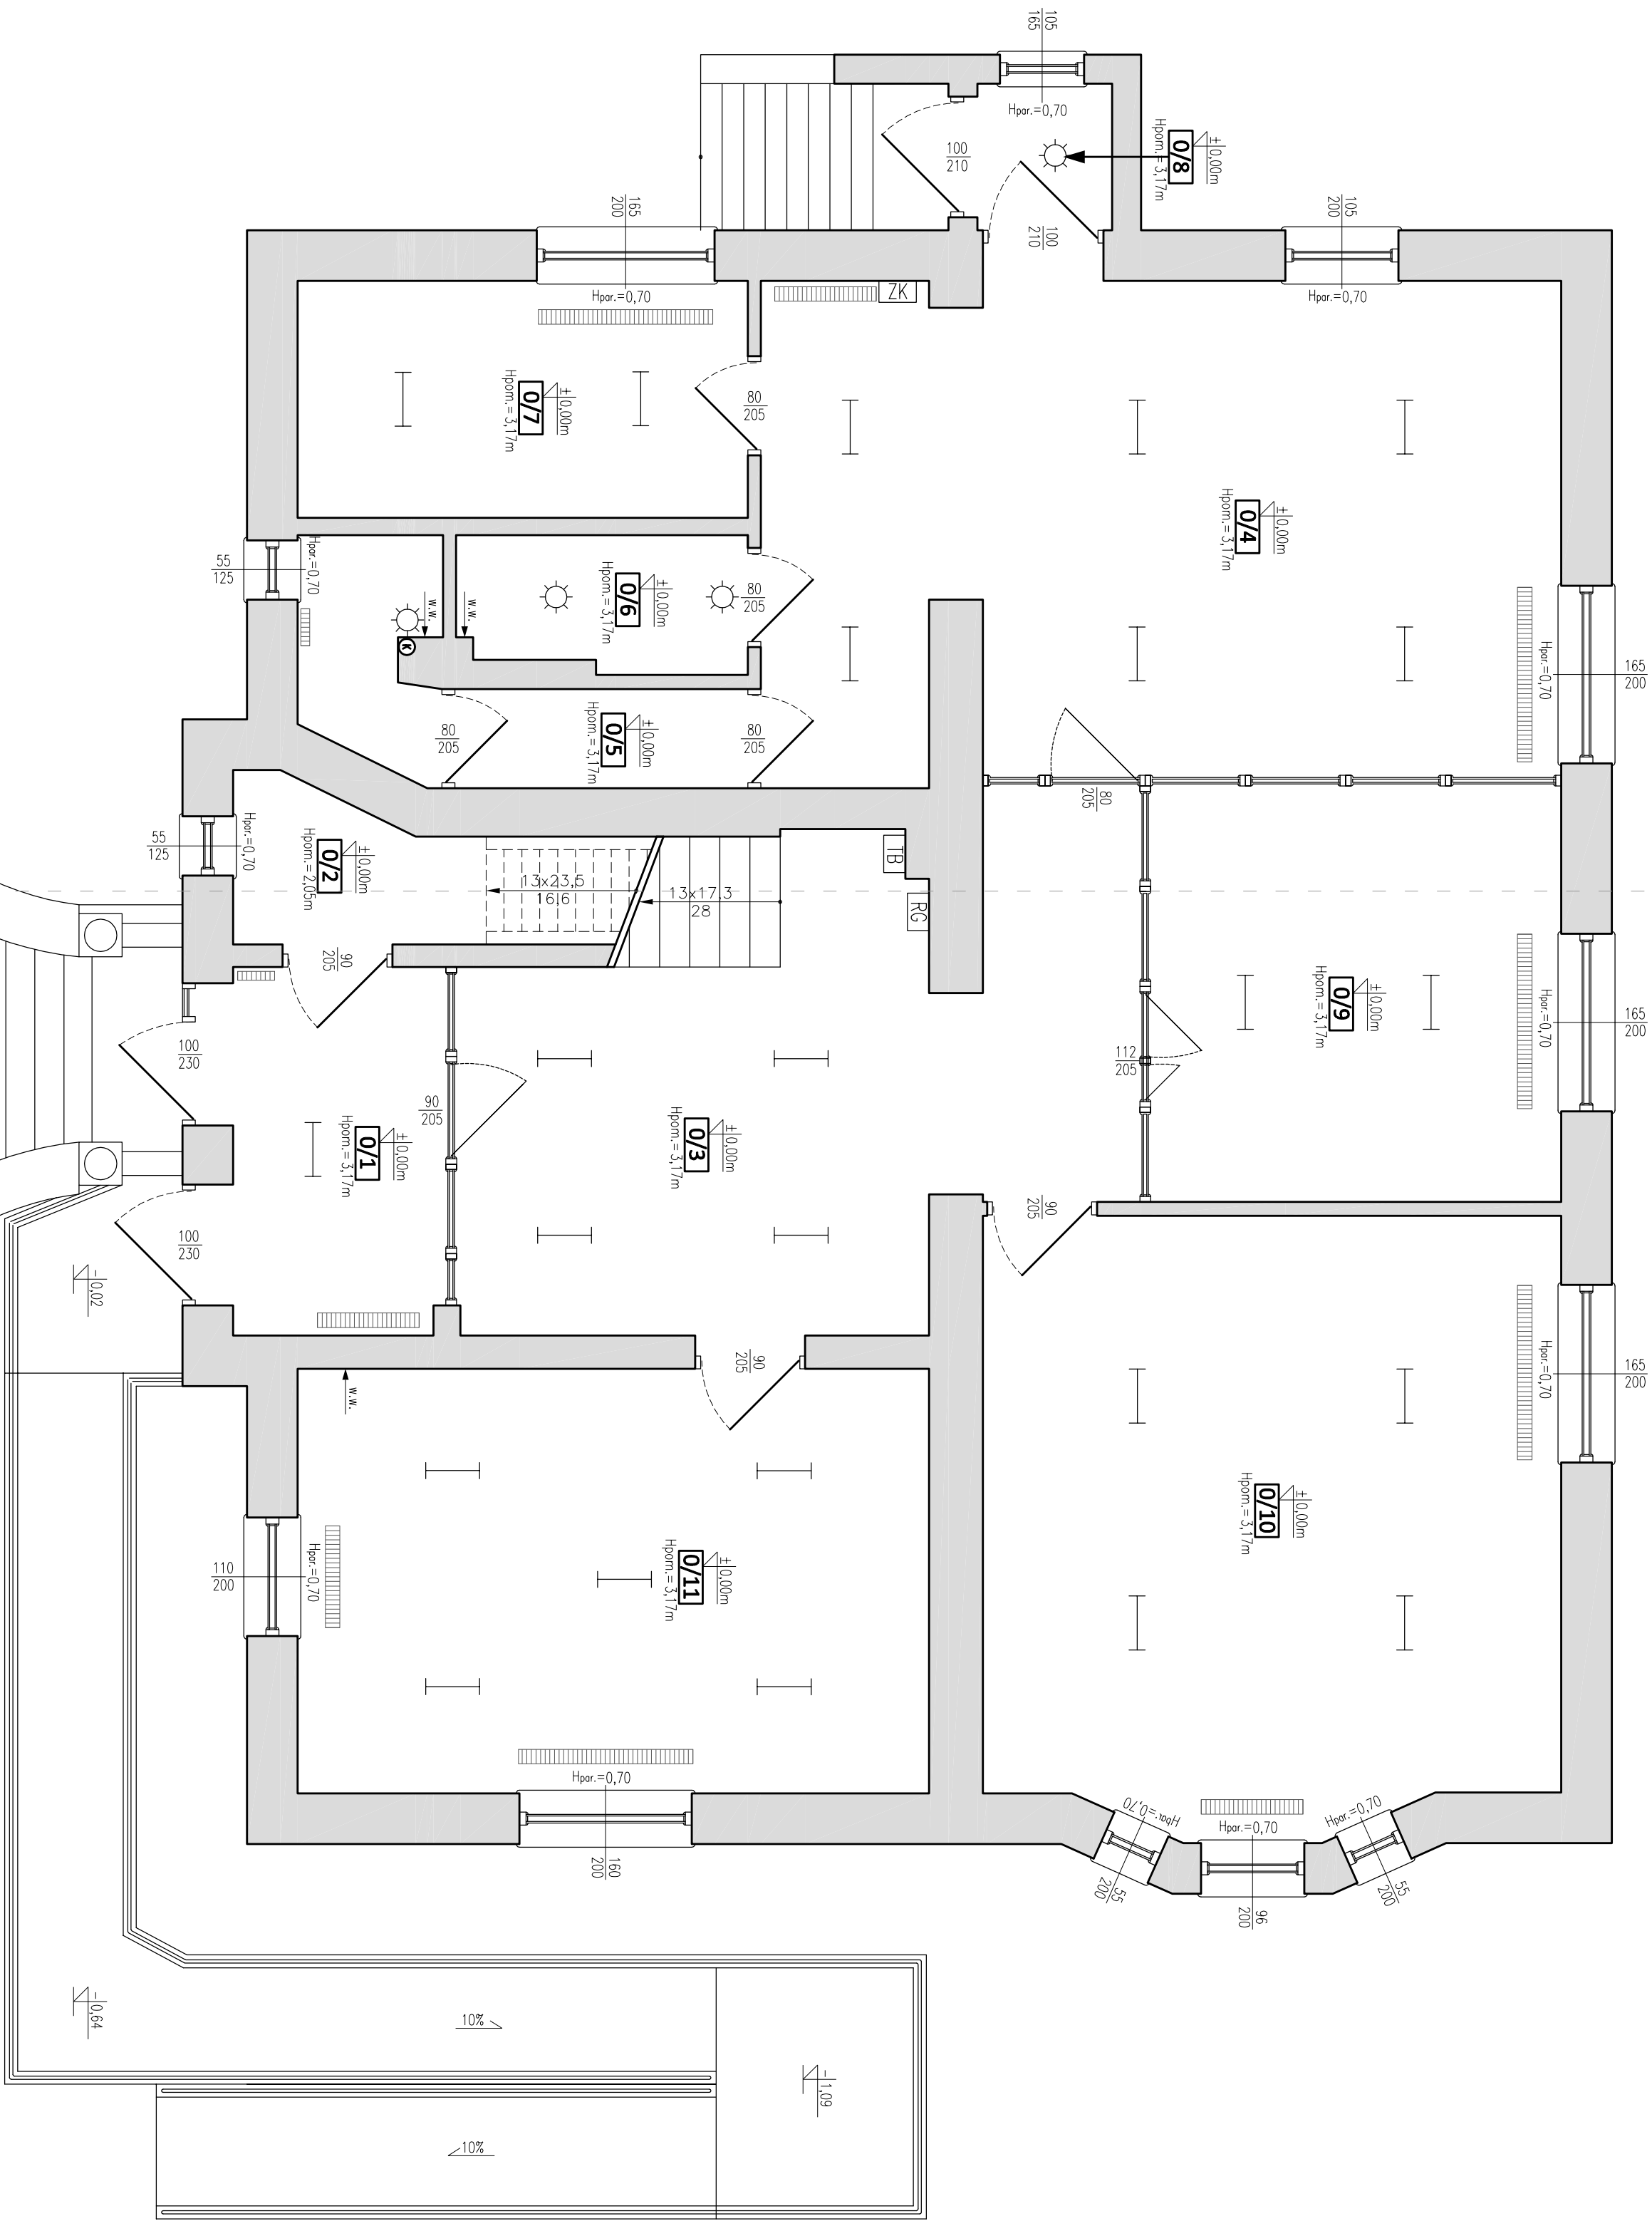 105
165
Hpar.=0,70
100
210
0/8
±0,00m
Hpom.= 3,17m
100
210
165
200
Hpar.=0,70
105
200
Hpar.=0,70
ZK
0/7
±0,00m
Hpom.= 3,17m
80
205
0/4
±0,00m
Hpom.= 3,17m
55
125
Hpar.=0,70
w.w.
w.w.
K
0/6
±0,00m
Hpom.= 3,17m
80
205
165
200
Hpar.=0,70
80
205
0/5
±0,00m
Hpom.= 3,17m
80
205
80
205
55
125
Hpar.=0,70
0/2
±0,00m
Hpom.= 2,05m
13x23,5
16,6
13x17,3
28
TB
RG
90
205
0/9
±0,00m
Hpom.= 3,17m
165
200
Hpar.=0,70
112
205
100
230
90
205
0/1
±0,00m
Hpom.= 3,17m
0/3
±0,00m
Hpom.= 3,17m
90
205
100
230
-0,02
90
205
w.w.
165
200
Hpar.=0,70
0/10
±0,00m
Hpom.= 3,17m
110
200
Hpar.=0,70
0/11
±0,00m
Hpom.= 3,17m
Hpar.=0,70
160
200
Hpar.=0,70
55
200
Hpar.=0,70
96
200
Hpar.=0,70
55
200
-0,64
10%
-1,09
10%